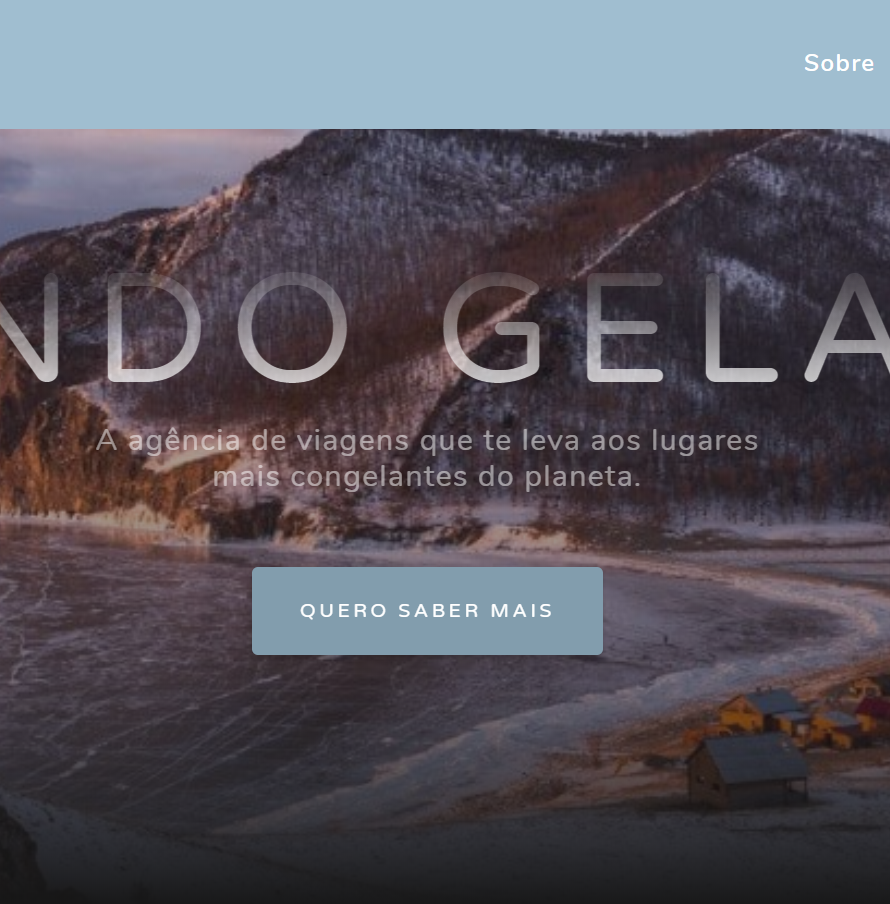 Sobre
NDO GELA
A agência de viagens que te leva aos lugares
mais congelantes do planeta.
QUERO SABER MAIS